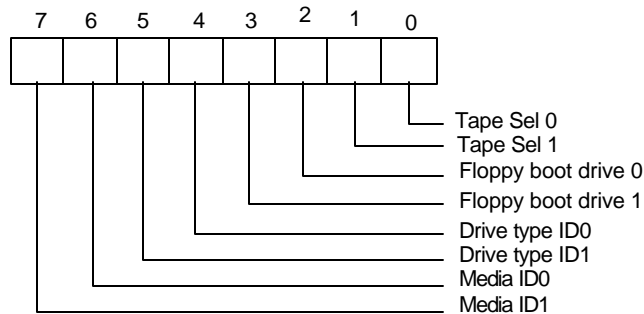 7 6 5 4 3 2 1 0
Tape Sel 0
Tape Sel 1
Floppy boot drive 0
Floppy boot drive 1
Drive type ID0
Drive type ID1
Media ID0
Media ID1